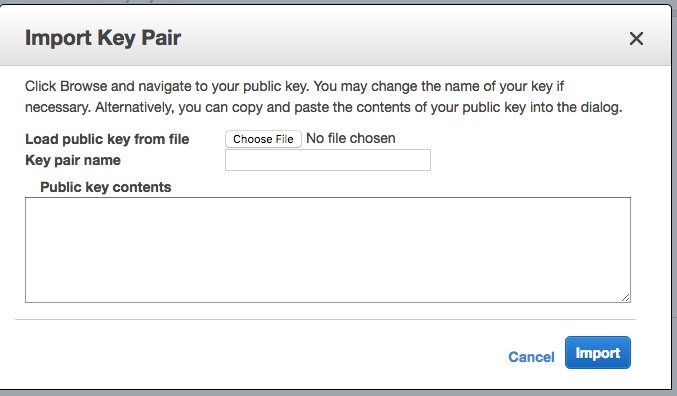 Import Key Pair
Click Browse and navigate to your public key. You may change the name of your key if
necessary. Alternatively, you can copy and paste the contents of your public key into the dialog.
Load public key from file Choose File No file chosen
Key pair name
Public key contents
Cancel Import